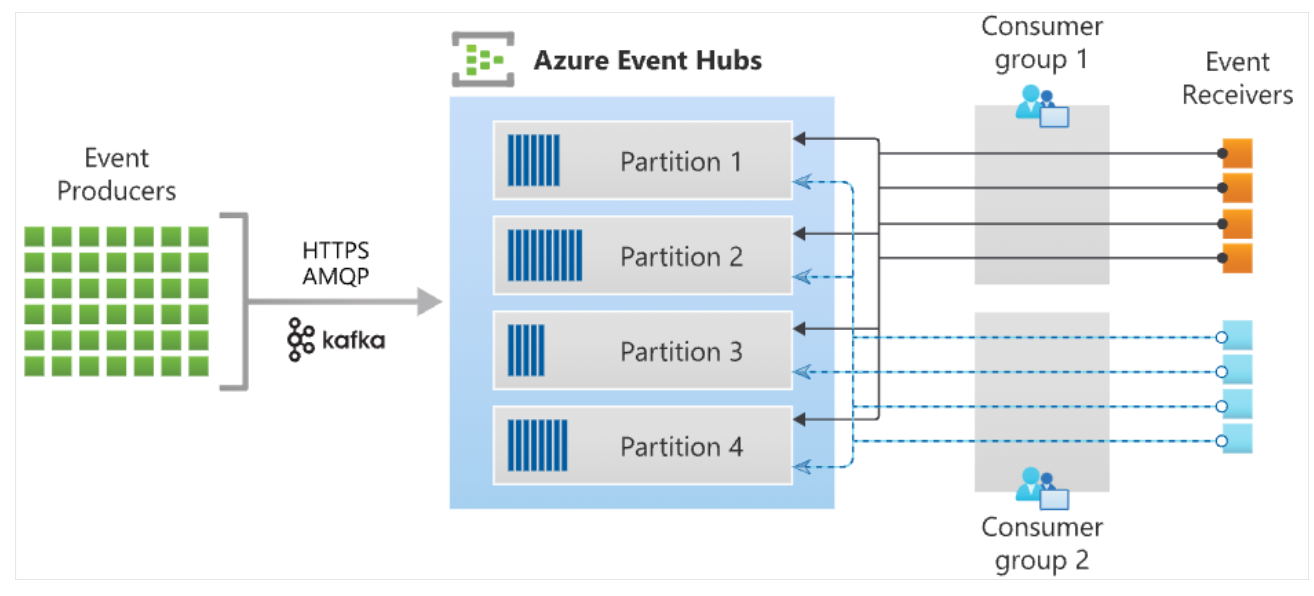 Event
Producers
HTTPS
AMQP
kafka
Azure Event Hubs
Partition 1
Partition 2
Partition 3
Partition 4
Consumer
group 1
Consumer
group 2
Event
Receivers